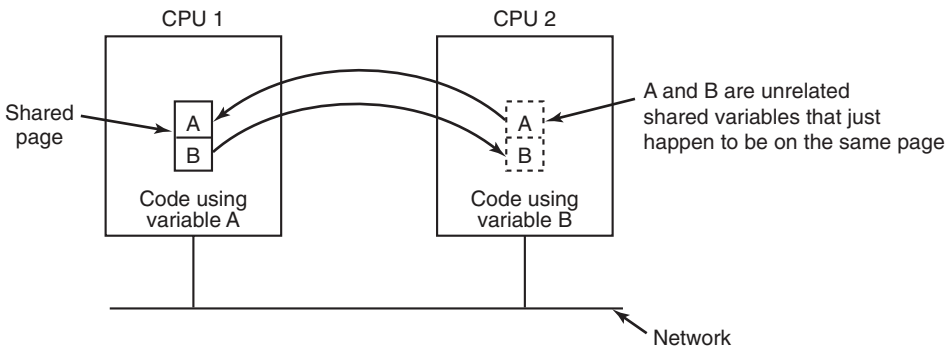 CPU 1
CPU 2
Shared
page
A
B
A
B
A and B are unrelated
shared variables that just
happen to be on the same page
Code using
variable A
Code using
variable B
Network